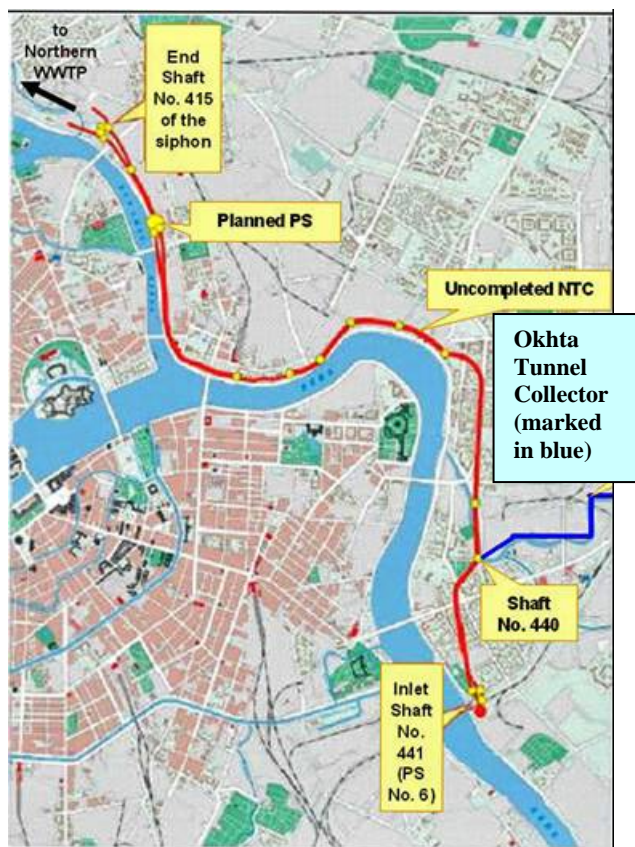 to
Northern
WWTP
End
Shaft
No. 415
of the
siphon
Planned PS
Uncompleted NTC
Okhta
Tunnel
Collector
(marked
in blue)
Shaft
No. 440
Inlet
Shaft
No.
441
(PS
No. 6)